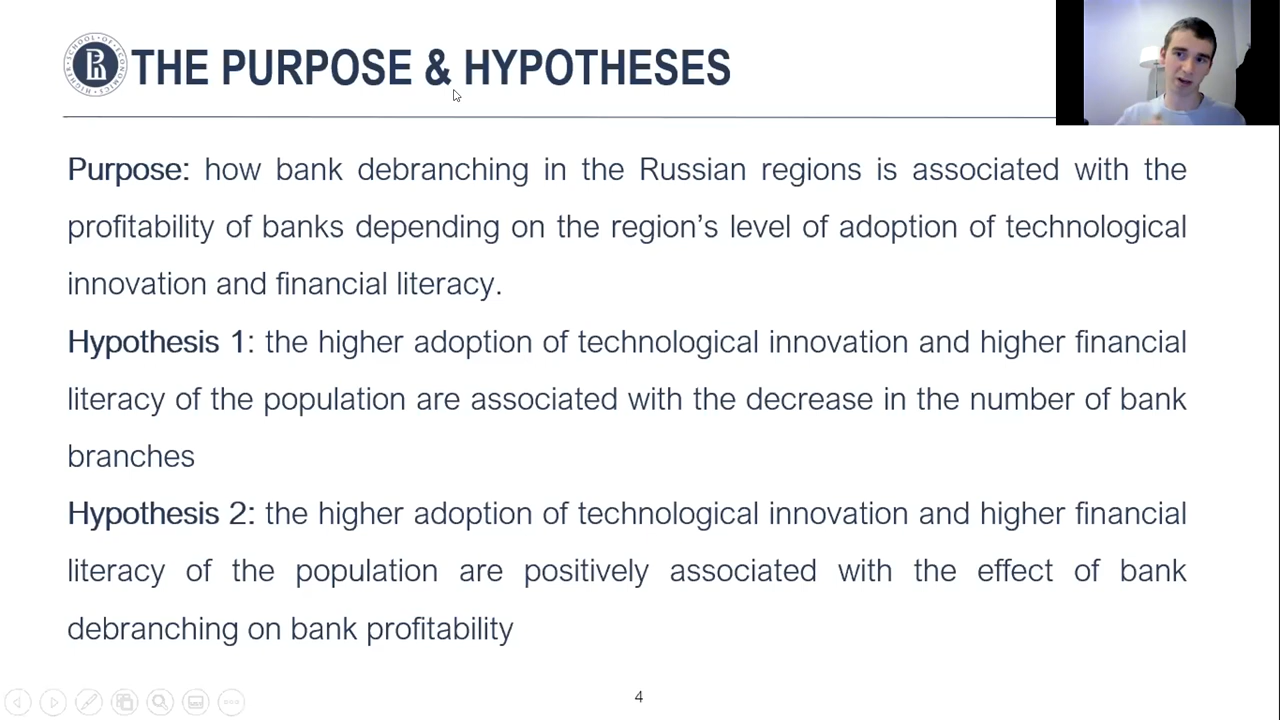 THE PURPOSE & HYPOTHESES
Purpose: how bank debranching in the Russian regions is associated with the
profitability of banks depending on the region's level of adoption of technological
innovation and financial literacy.
Hypothesis 1: the higher adoption of technological innovation and higher financial
literacy of the population are associated with the decrease in the number of bank
branches
Hypothesis 2: the higher adoption of technological innovation and higher financial
literacy of the population are positively associated with the effect of bank
debranching on bank profitability
4